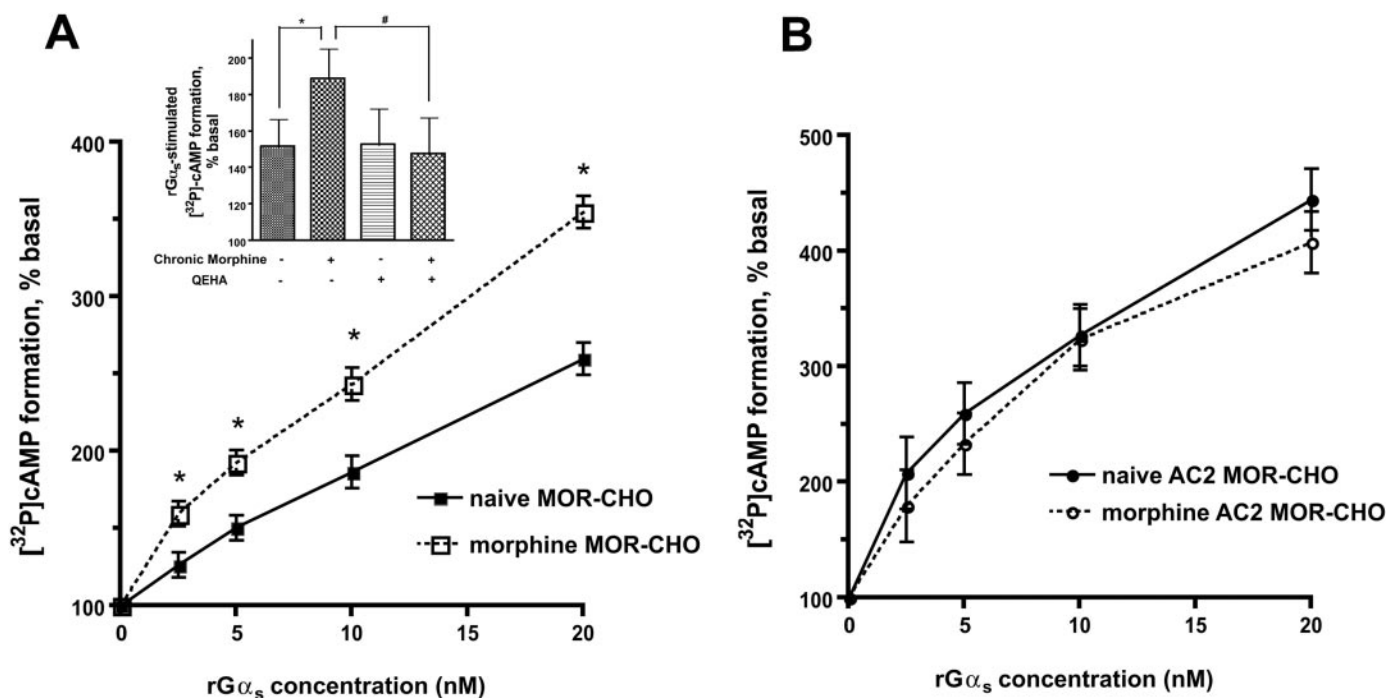 A
B
* #
rGαs-stimulated
[³²P]-cAMP formation,
% basal
200
180
160
140
120
100
Chronic Morphine - + - +
QEHA - - + +
[³²P]cAMP formation, % basal
400
300
200
100
* * * *
naive MOR-CHO
morphine MOR-CHO
0 5 10 15 20
rGαs concentration (nM)
[³²P]cAMP formation, % basal
500
400
300
200
100
naive AC2 MOR-CHO
morphine AC2 MOR-CHO
0 5 10 15 20
rGαs concentration (nM)